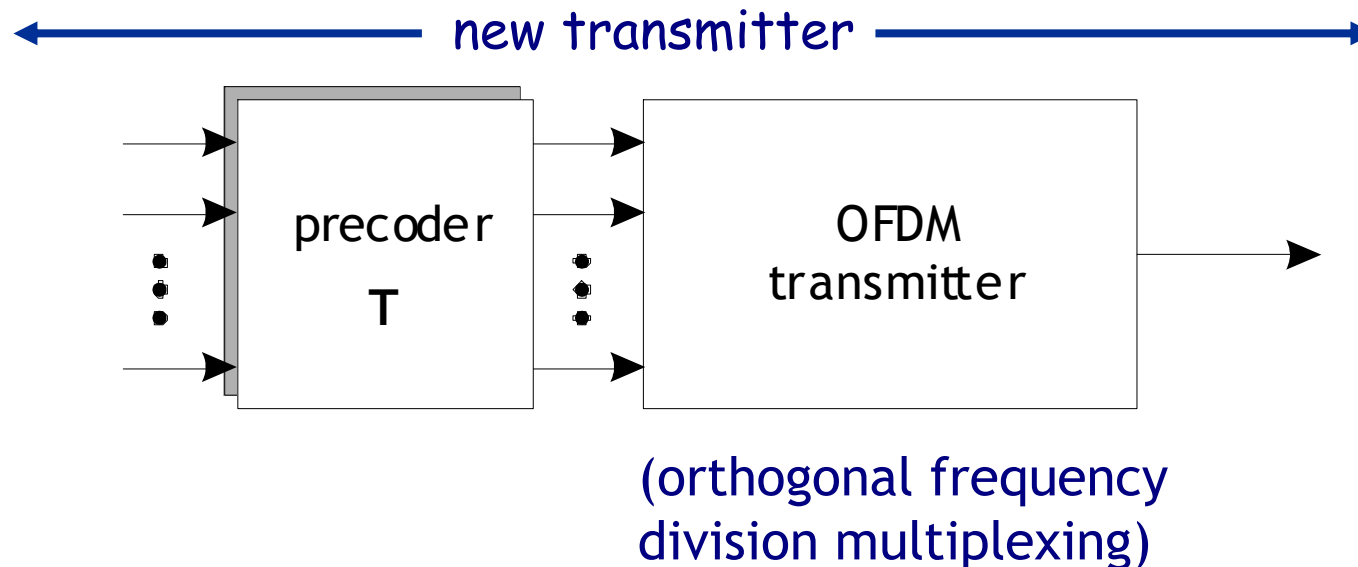 new transmitter
precoder
T
OFDM
transmitter
(orthogonal frequency
division multiplexing)